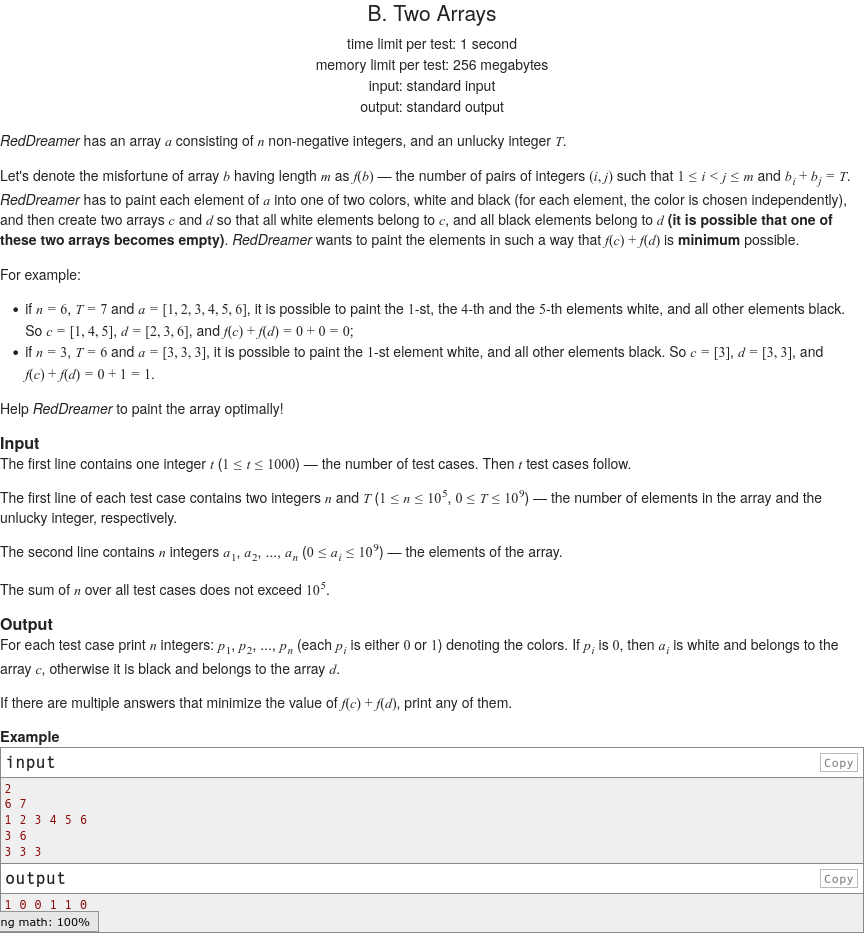 B. Two Arrays
time limit per test: 1 second
memory limit per test: 256 megabytes
input: standard input
output: standard output
RedDreamer has an array a consisting of n non-negative integers, and an unlucky integer T.
Let's denote the misfortune of array b having length m as f(b) — the number of pairs of integers (i, j) such that 1 ≤ i < j ≤ m and b_i + b_j = T.
RedDreamer has to paint each element of a into one of two colors, white and black (for each element, the color is chosen independently),
and then create two arrays c and d so that all white elements belong to c, and all black elements belong to d (it is possible that one of
these two arrays becomes empty). RedDreamer wants to paint the elements in such a way that f(c) + f(d) is minimum possible.
For example:
• if n = 6, T = 7 and a = [1, 2, 3, 4, 5, 6], it is possible to paint the 1-st, the 4-th and the 5-th elements white, and all other elements black.
So c = [1, 4, 5], d = [2, 3, 6], and f(c) + f(d) = 0 + 0 = 0;
• if n = 3, T = 6 and a = [3, 3, 3], it is possible to paint the 1-st element white, and all other elements black. So c = [3], d = [3, 3], and
f(c) + f(d) = 0 + 1 = 1.
Help RedDreamer to paint the array optimally!
Input
The first line contains one integer t (1 ≤ t ≤ 1000) — the number of test cases. Then t test cases follow.
The first line of each test case contains two integers n and T (1 ≤ n ≤ 10^5, 0 ≤ T ≤ 10^9) — the number of elements in the array and the
unlucky integer, respectively.
The second line contains n integers a_1, a_2, ..., a_n (0 ≤ a_i ≤ 10^9) — the elements of the array.
The sum of n over all test cases does not exceed 10^5.
Output
For each test case print n integers: p_1, p_2, ..., p_n (each p_i is either 0 or 1) denoting the colors. If p_i is 0, then a_i is white and belongs to the
array c, otherwise it is black and belongs to the array d.
If there are multiple answers that minimize the value of f(c) + f(d), print any of them.
Example
input Copy
2
6 7
1 2 3 4 5 6
3 6
3 3 3
output Copy
1 0 0 1 1 0
ng math: 100%